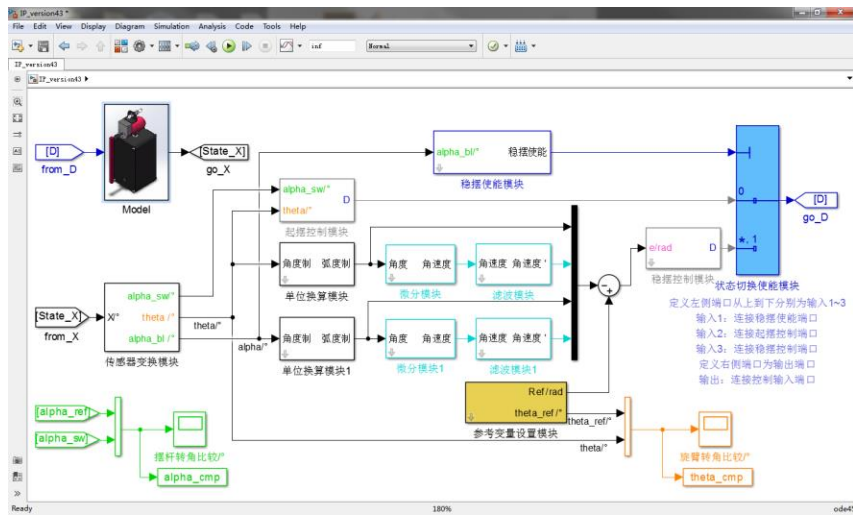 IP_version43 *
File Edit View Display Diagram Simulation Analysis Code Tools Help
inf
Normal
IP_version43
IP_version43
[D]
from_D
Model
[State_X]
go_X
alpha_bl/°
稳摆使能
稳摆使能模块
alpha_sw/°
theta/°
D
起摆控制模块
0
*, 1
[D]
go_D
状态切换使能模块
定义左侧端口从上到下分别为输入1~3
输入1：连接稳摆使能端口
输入2：连接起摆控制端口
输入3：连接稳摆控制端口
定义右侧端口为输出端口
输出：连接控制输入端口
e/rad
D
稳摆控制模块
角度制 弧度制
单位换算模块
角度 角速度
微分模块
角速度 角速度'
滤波模块
[State_X]
from_X
X/°
alpha_sw/°
theta /°
alpha_bl /°
传感器变换模块
theta/°
alpha/°
角度制 弧度制
单位换算模块1
角度 角速度
微分模块1
角速度 角速度'
滤波模块1
Ref/rad
theta_ref/°
参考变量设置模块
theta_ref/°
theta/°
[alpha_ref]
[alpha_sw]
摆杆转角比较/°
alpha_cmp
旋臂转角比较/°
theta_cmp
Ready
180%
ode45